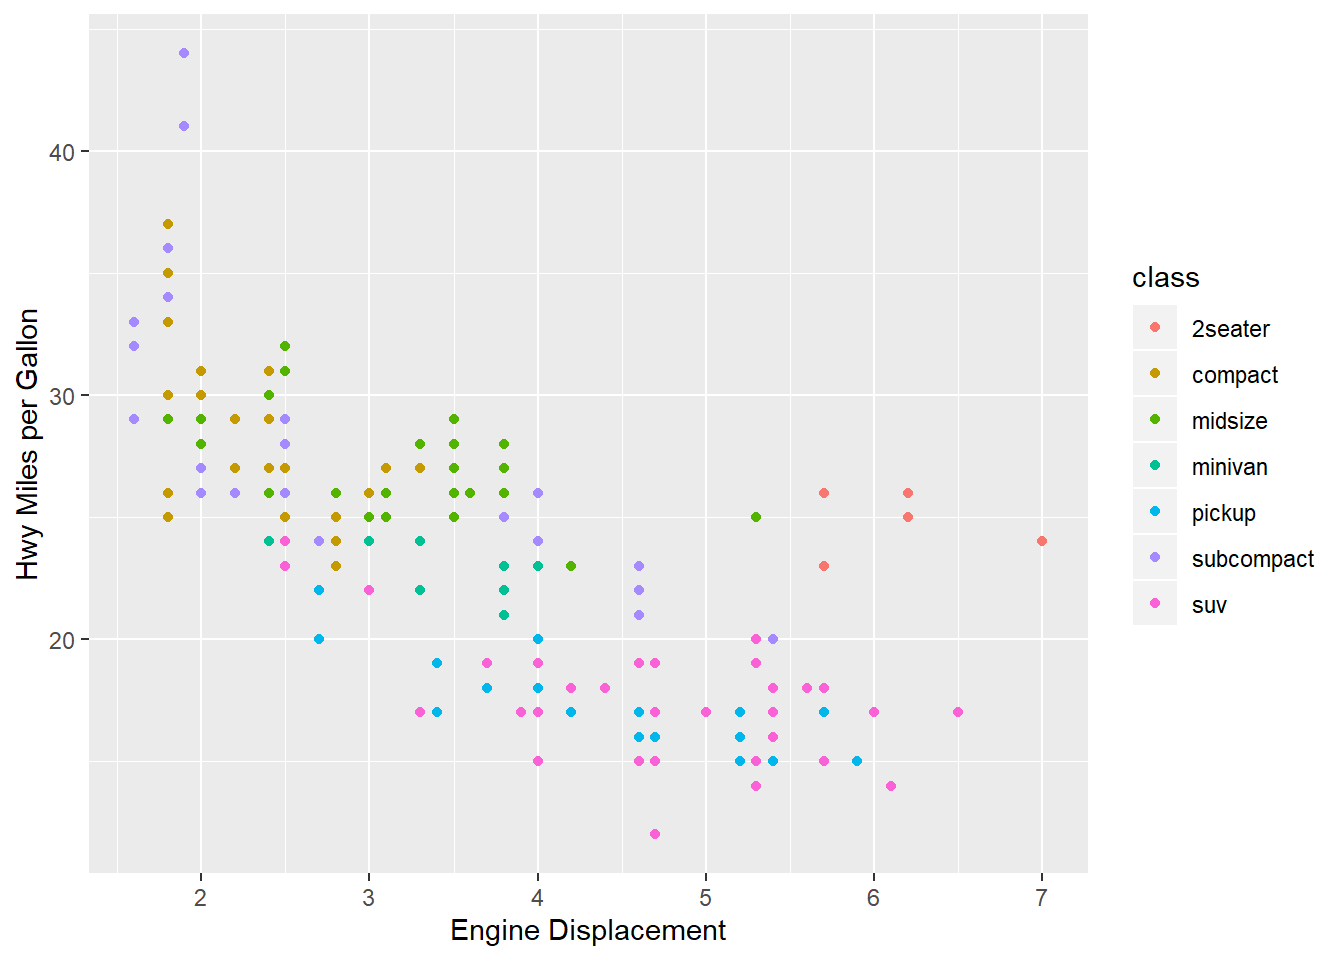 40
30
20
Hwy Miles per Gallon
2 3 4 5 6 7
Engine Displacement
class
2seater
compact
midsize
minivan
pickup
subcompact
suv